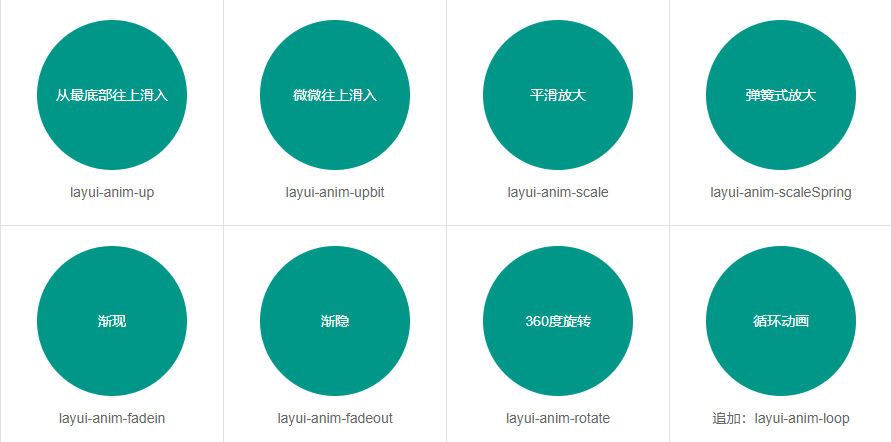 从最底部往上滑入
微微往上滑入
平滑放大
弹簧式放大
layui-anim-up
layui-anim-upbit
layui-anim-scale
layui-anim-scaleSpring
渐现
渐隐
360度旋转
循环动画
layui-anim-fadein
layui-anim-fadeout
layui-anim-rotate
追加：layui-anim-loop